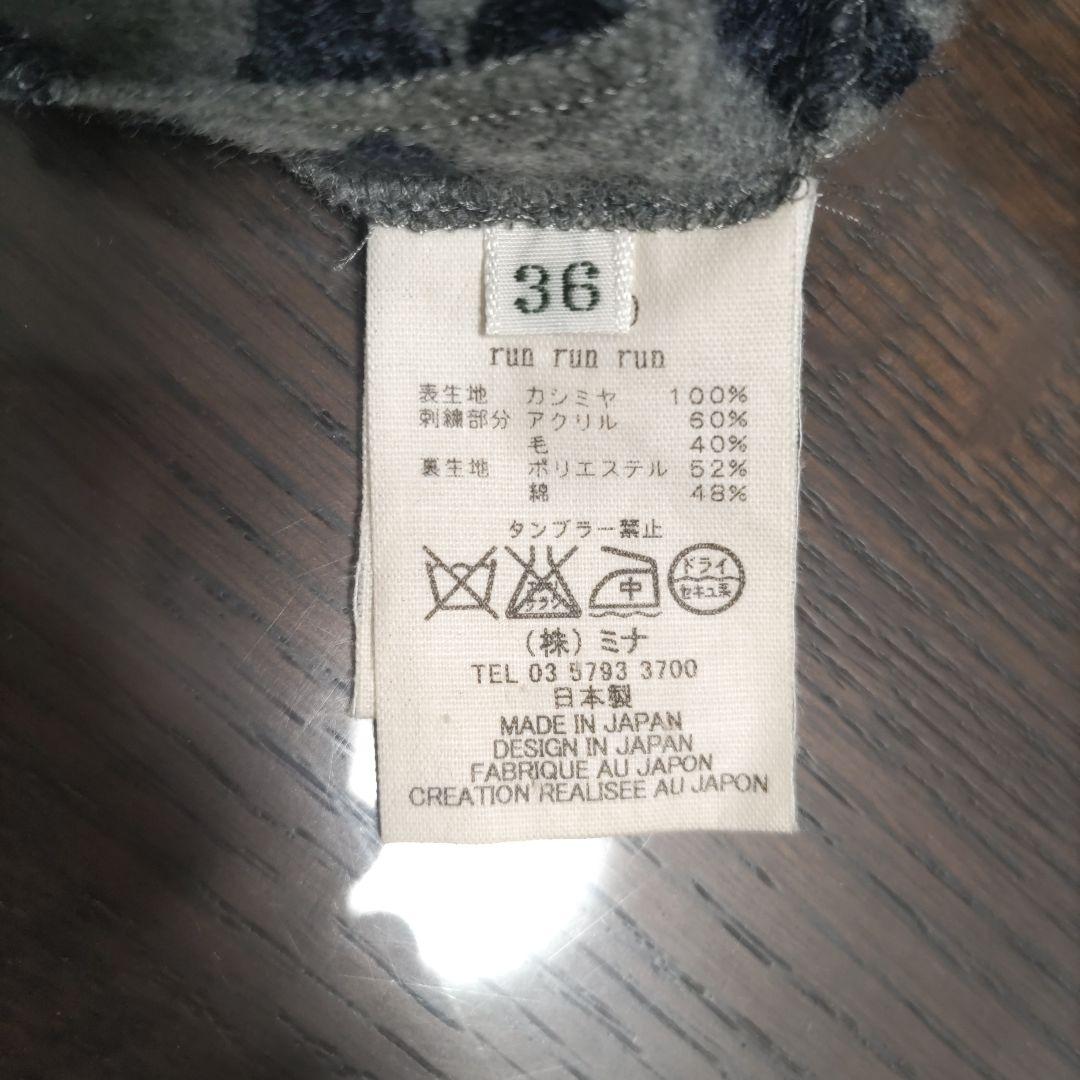 36
run run run
表生地 カシミヤ 100%
刺繍部分 アクリル 60%
毛 40%
裏生地 ポリエステル 52%
綿 48%
タンブラー禁止
中 ドライ
セキユ系
(株)ミナ
TEL 03 5793 3700
日本製
MADE IN JAPAN
DESIGN IN JAPAN
FABRIQUE AU JAPON
CREATION REALISEE AU JAPON